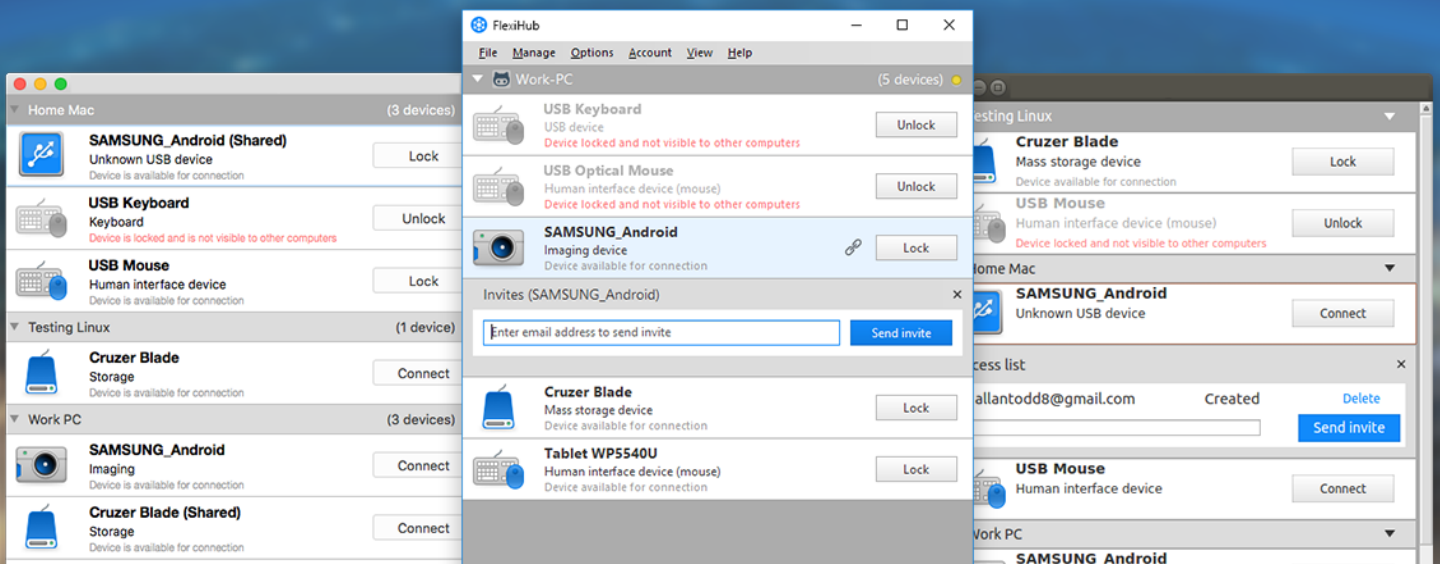 Home Mac (3 devices)
SAMSUNG_Android (Shared)
Unknown USB device
Device is available for connection
Lock
USB Keyboard
Keyboard
Device is locked and is not visible to other computers
Unlock
USB Mouse
Human interface device
Device is available for connection
Lock
Testing Linux (1 device)
Cruzer Blade
Storage
Device is available for connection
Connect
Work PC (3 devices)
SAMSUNG_Android
Imaging
Device is available for connection
Connect
Cruzer Blade (Shared)
Storage
Device is available for connection
Connect
FlexiHub
File Manage Options Account View Help
Work-PC (5 devices)
USB Keyboard
USB device
Device locked and not visible to other computers
Unlock
USB Optical Mouse
Human interface device (mouse)
Device locked and not visible to other computers
Unlock
SAMSUNG_Android
Imaging device
Device available for connection
Lock
Invites (SAMSUNG_Android)
Enter email address to send invite
Send invite
Cruzer Blade
Mass storage device
Device available for connection
Lock
Tablet WP5540U
Human interface device (mouse)
Device available for connection
Lock
esting Linux
Cruzer Blade
Mass storage device
Device available for connection
Lock
USB Mouse
Human interface device (mouse)
Device locked and not visible to other computers
Unlock
Home Mac
SAMSUNG_Android
Unknown USB device
Connect
cess list
allantodd8@gmail.com Created Delete
Send invite
USB Mouse
Human interface device
Connect
Work PC
SAMSUNG_Android